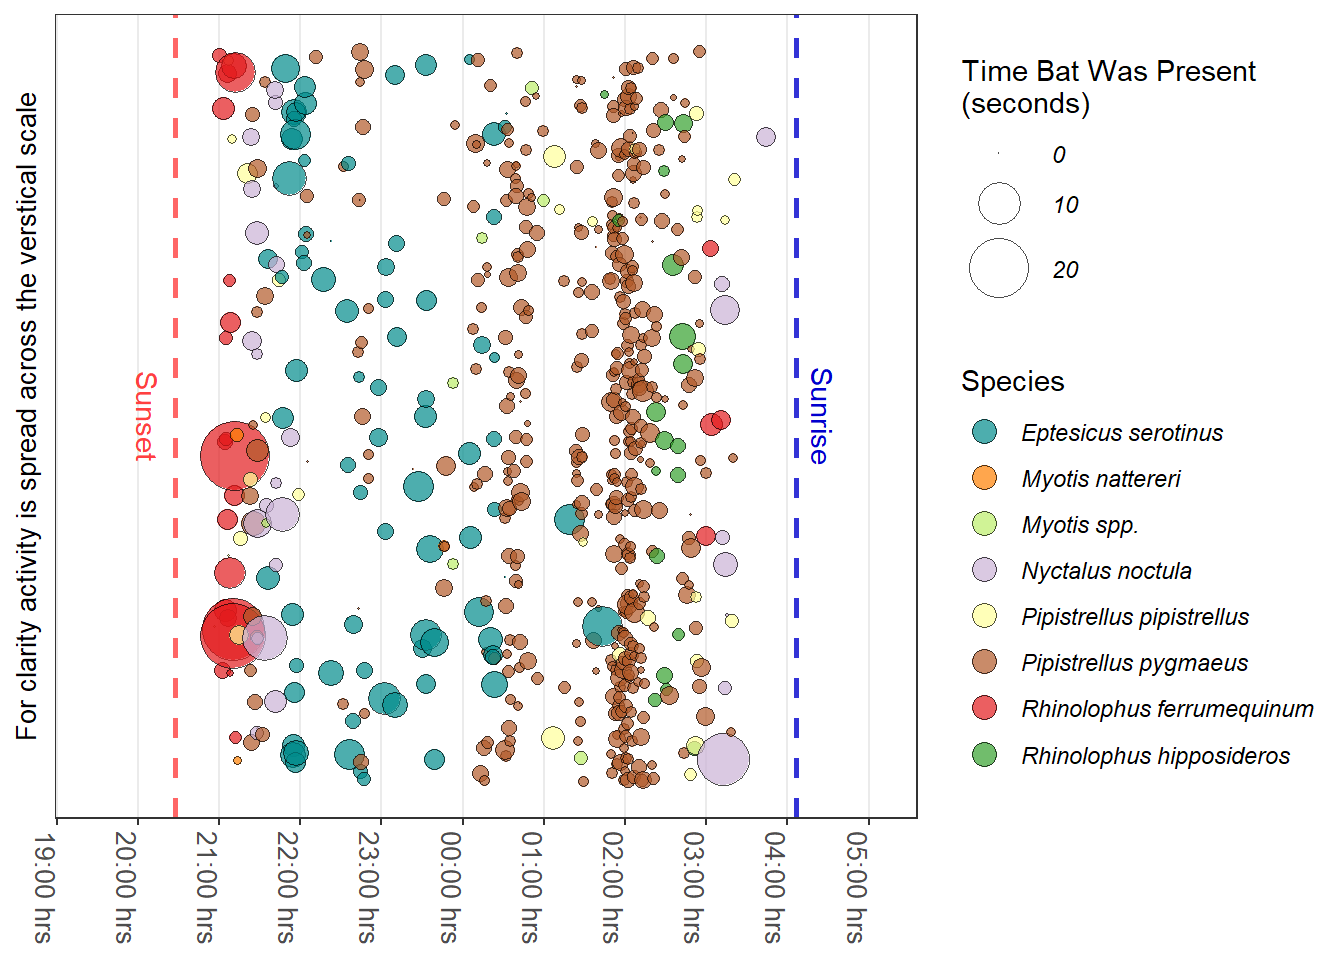 For clarity activity is spread across the verstical scale
Sunset
Sunrise
19:00 hrs
20:00 hrs
21:00 hrs
22:00 hrs
23:00 hrs
00:00 hrs
01:00 hrs
02:00 hrs
03:00 hrs
04:00 hrs
05:00 hrs
Time Bat Was Present
(seconds)
0
10
20
Species
Eptesicus serotinus
Myotis nattereri
Myotis spp.
Nyctalus noctula
Pipistrellus pipistrellus
Pipistrellus pygmaeus
Rhinolophus ferrumequinum
Rhinolophus hipposideros